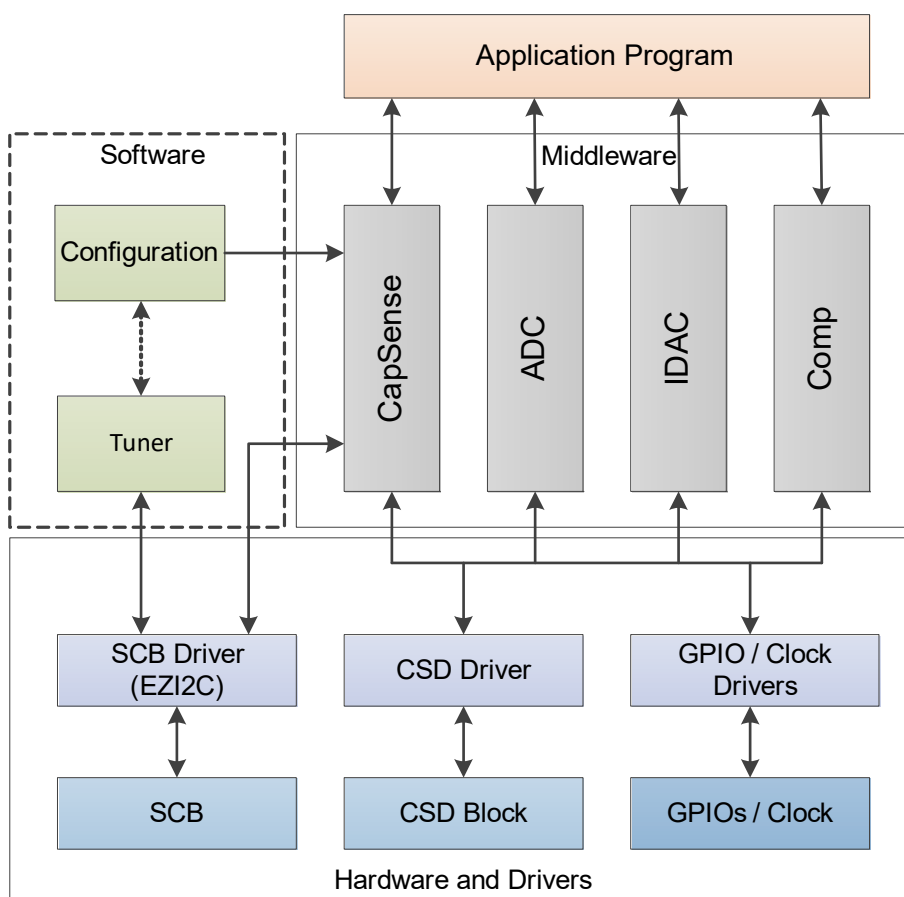 Application Program
Software
Middleware
Configuration
Tuner
CapSense
ADC
IDAC
Comp
SCB Driver
(EZI2C)
CSD Driver
GPIO / Clock
Drivers
SCB
CSD Block
GPIOs / Clock
Hardware and Drivers